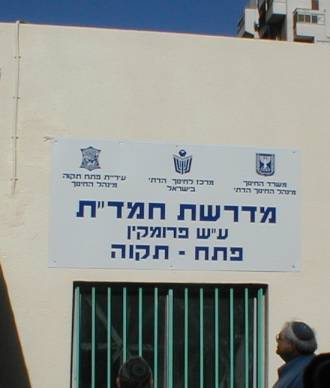 משרד החינוך
מינהל החינוך הדתי
מרכז לחינוך הדתי
בישראל
עיריית פתח תקוה
מינהל החינוך
מדרשת חמד״ת
ע״ש פרומקין
פתח - תקוה